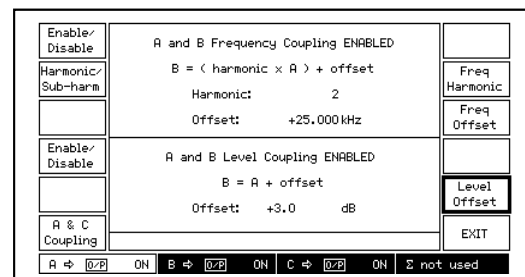 Enable/
Disable
Harmonic/
Sub-harm
Enable/
Disable
A & C
Coupling
A and B Frequency Coupling ENABLED
B = ( harmonic x A ) + offset
Harmonic: 2
Offset: +25.000 kHz
A and B Level Coupling ENABLED
B = A + offset
Offset: +3.0 dB
Freq
Harmonic
Freq
Offset
Level
Offset
EXIT
A ⇨ O/P ON B ⇨ O/P ON C ⇨ O/P ON Σ not used